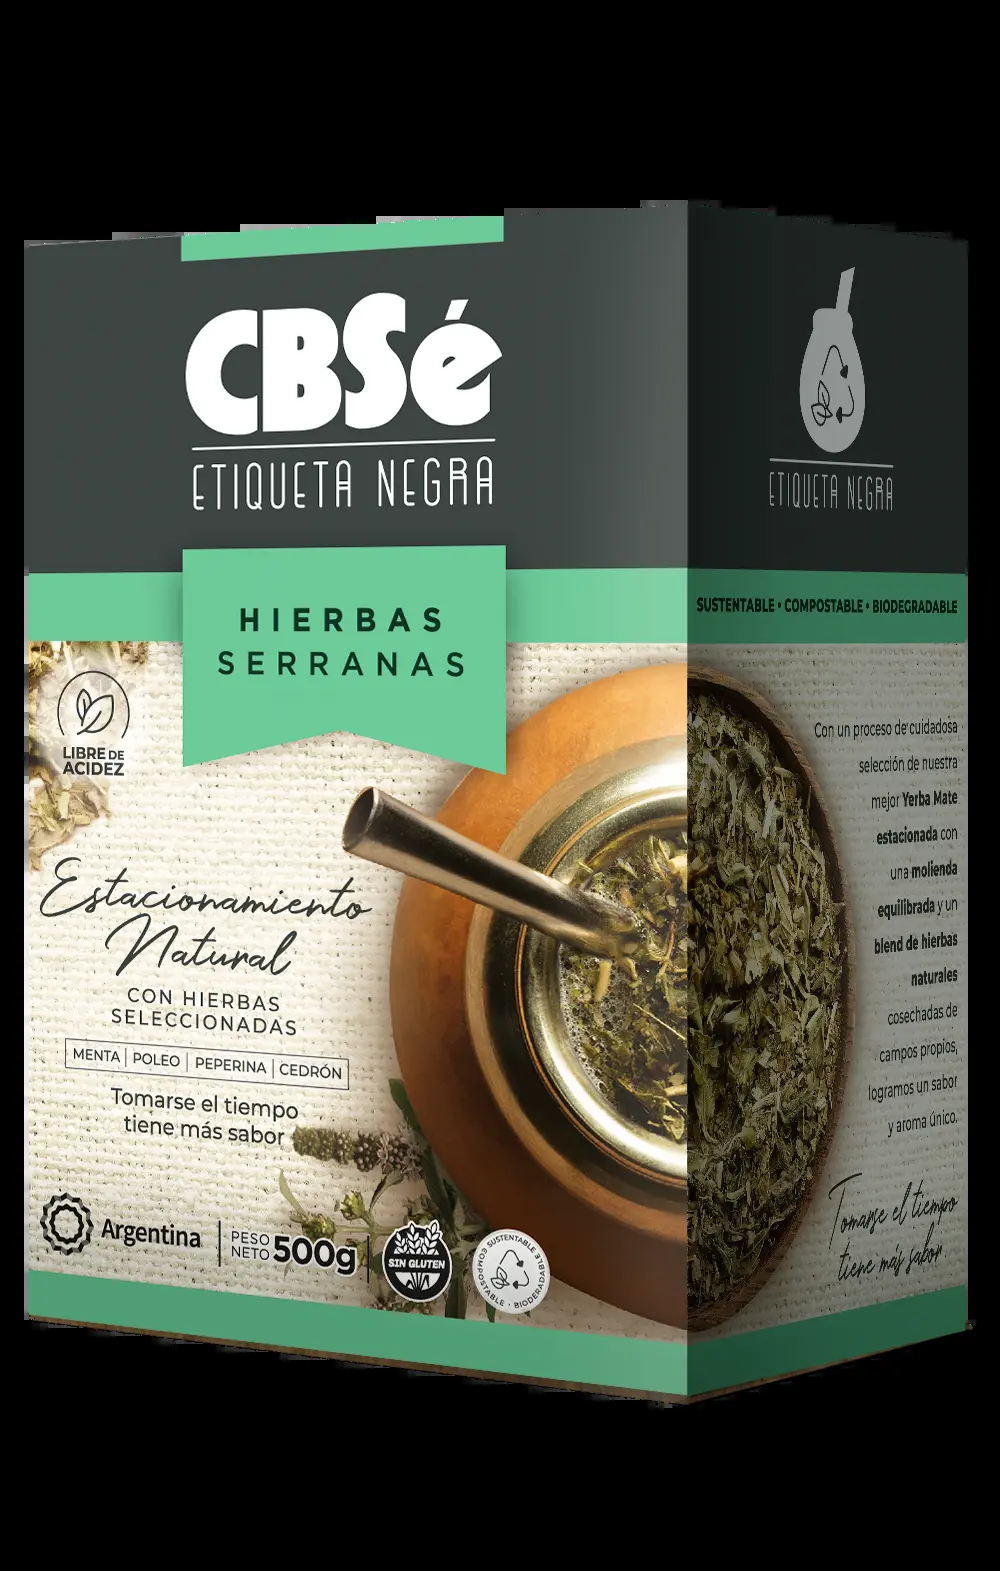 CBSé
ETIQUETA NEGRA
HIERBAS
SERRANAS
LIBRE DE
ACIDEZ
Estacionamiento
Natural
CON HIERBAS
SELECCIONADAS
MENTA | POLEO | PEPERINA | CEDRÓN
Tomarse el tiempo
tiene más sabor
Argentina
PESO
NETO 500g
SIN GLUTEN
SUSTENTABLE • COMPOSTABLE • BIODERADABLE
ETIQUETA NEGRA
SUSTENTABLE • COMPOSTABLE • BIODEGRADABLE
Con un proceso de cuidadosa
selección de nuestra
mejor Yerba Mate
estacionada con
una molienda
equilibrada y un
blend de hierbas
naturales
cosechadas de
campos propios,
logramos un sabor
y aroma único.
Tomarse el tiempo
tiene más sabor